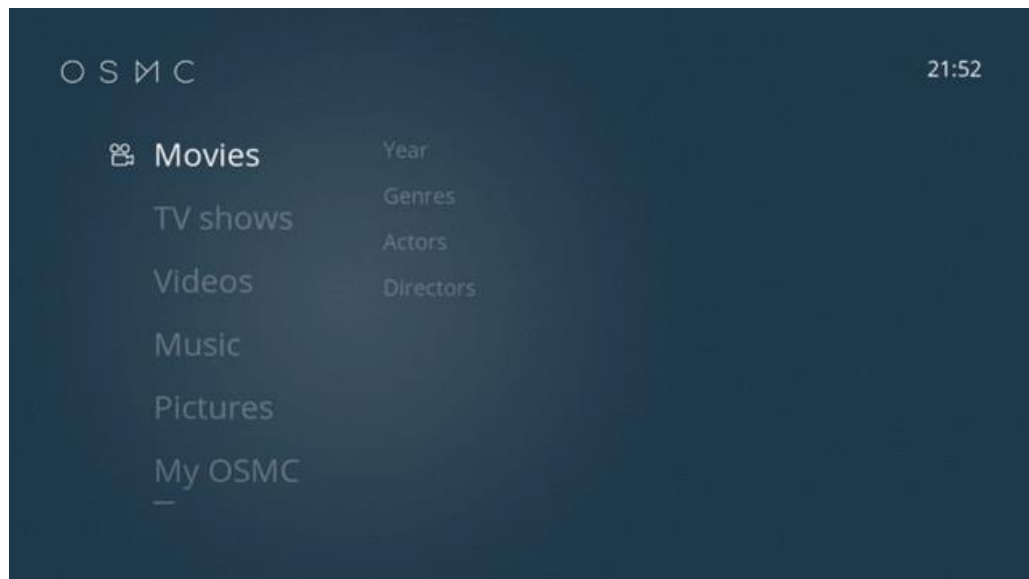 OSMC
21:52
Movies
TV shows
Videos
Music
Pictures
My OSMC
Year
Genres
Actors
Directors